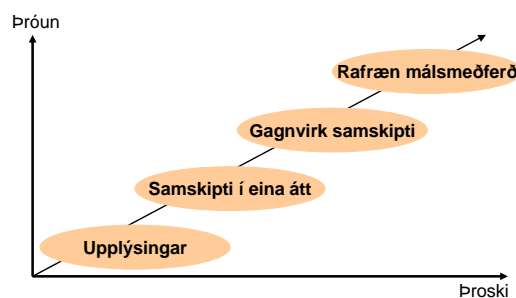 Þróun
Rafræn málsmeðferð
Gagnvirk samskipti
Samskipti í eina átt
Upplýsingar
Þroski